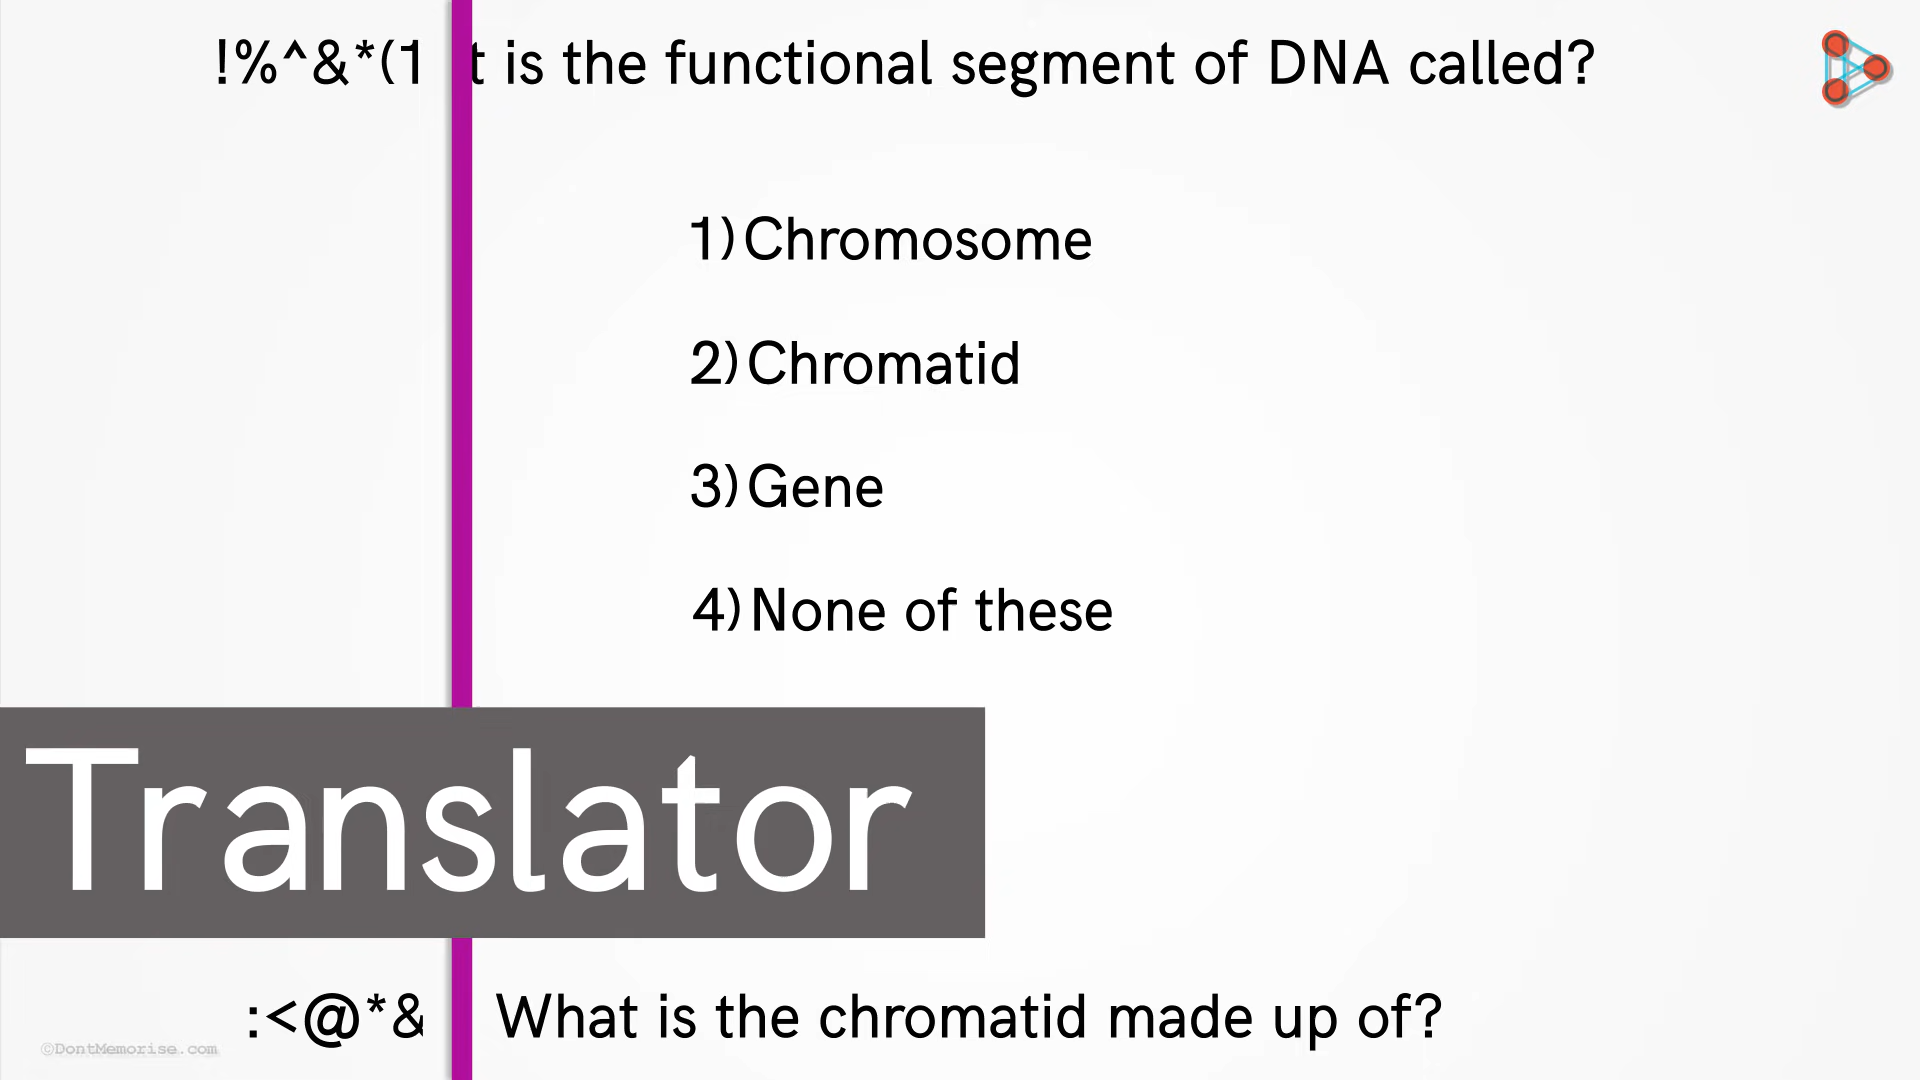 !%^&*(1 t is the functional segment of DNA called?
1) Chromosome
2) Chromatid
3) Gene
4) None of these
Translator
:<@*& What is the chromatid made up of?
©DontMemorise.com